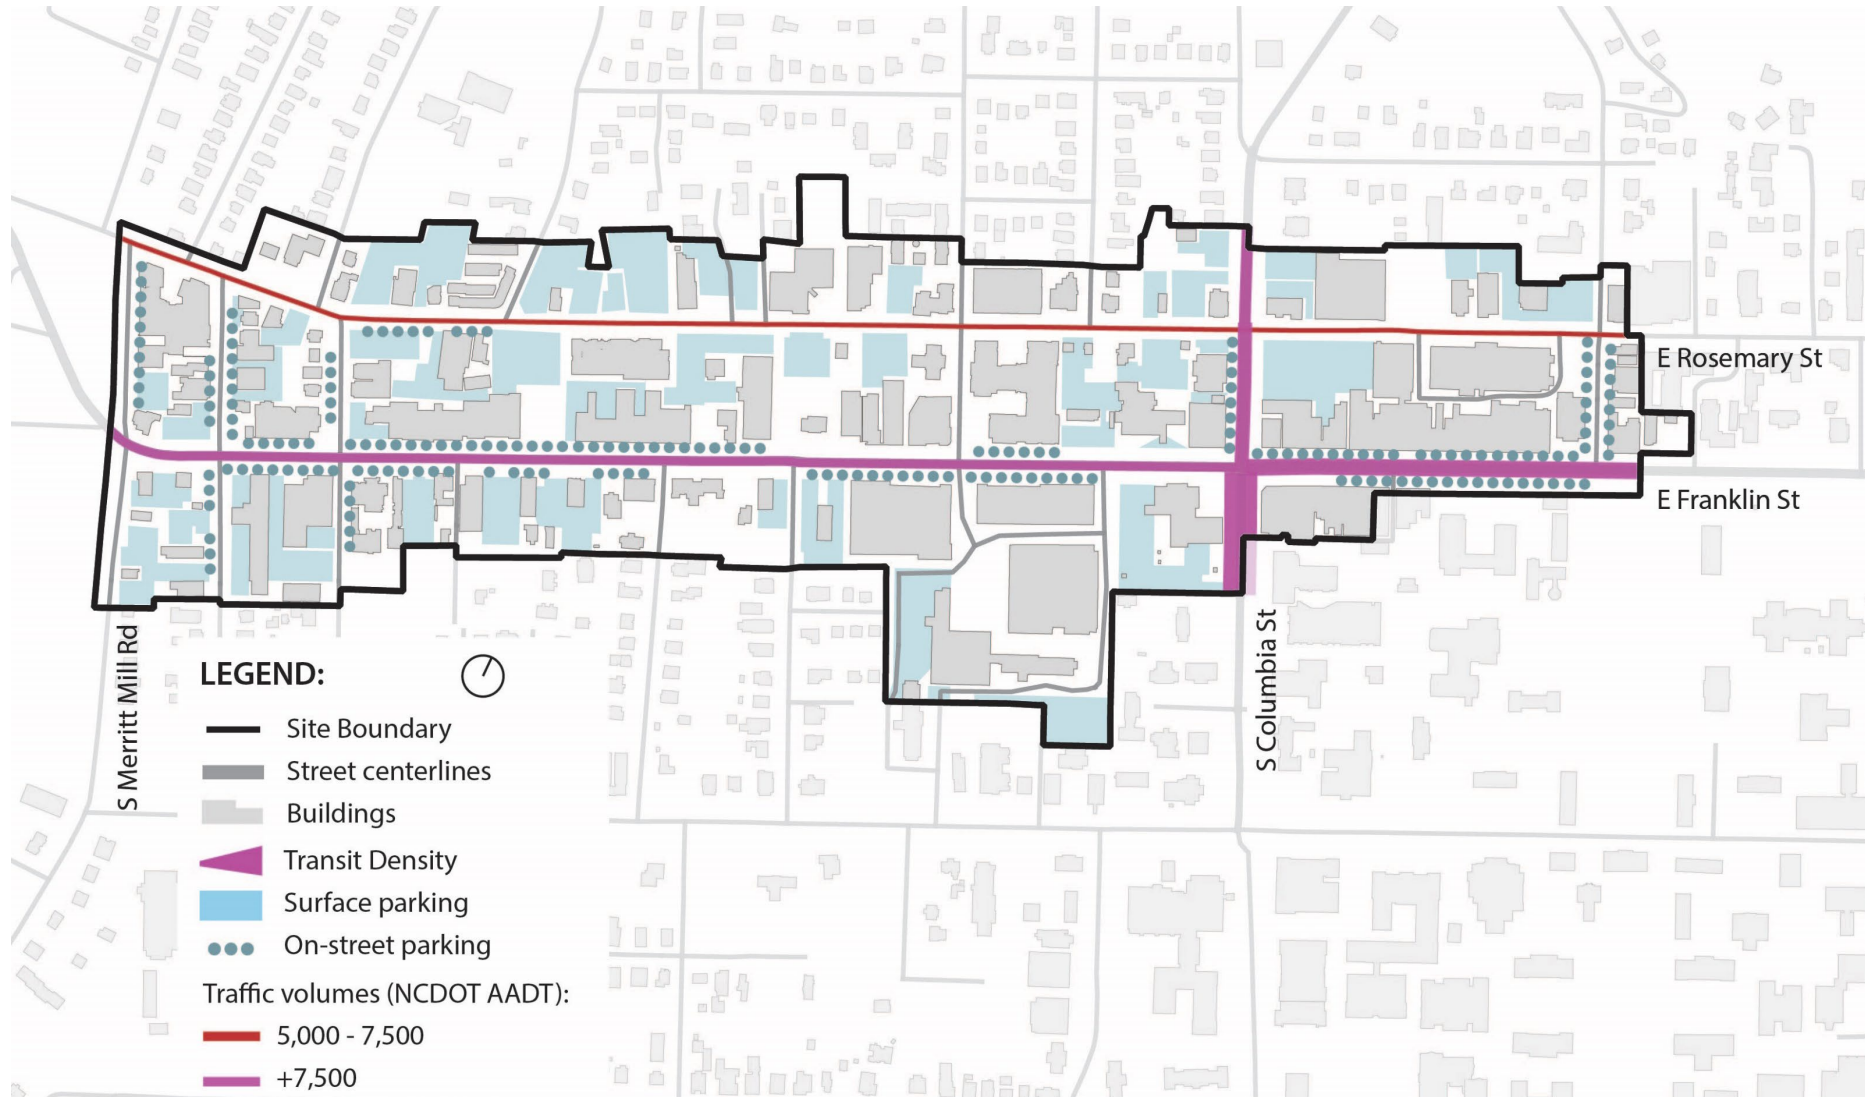 E Rosemary St
E Franklin St
S Merritt Mill Rd
S Columbia St
LEGEND:
Site Boundary
Street centerlines
Buildings
Transit Density
Surface parking
On-street parking
Traffic volumes (NCDOT AADT):
5,000 - 7,500
+7,500